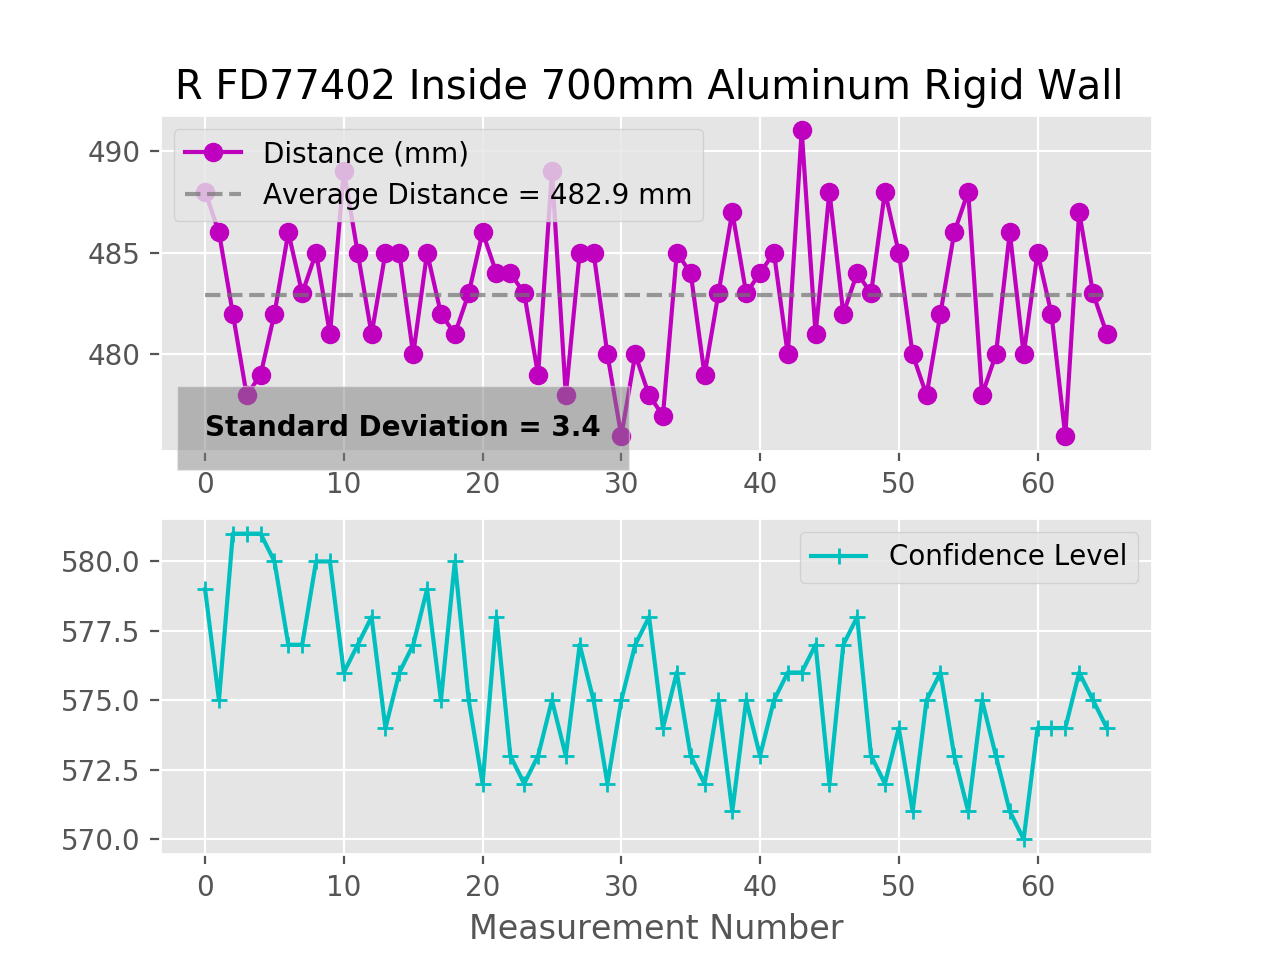 R FD77402 Inside 700mm Aluminum Rigid Wall
490
485
480
Distance (mm)
Average Distance = 482.9 mm
Standard Deviation = 3.4
0 10 20 30 40 50 60
580.0
577.5
575.0
572.5
570.0
Confidence Level
0 10 20 30 40 50 60
Measurement Number